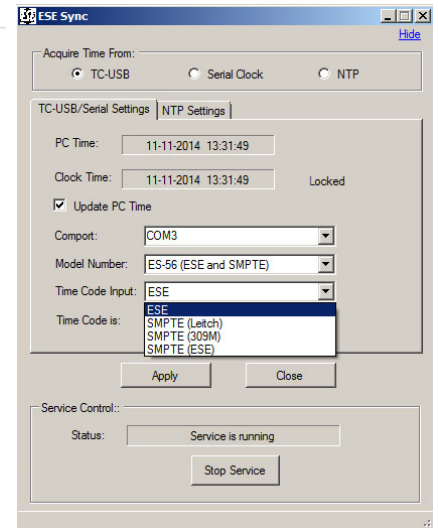 ESE Sync
Hide
Acquire Time From:
TC-USB Serial Clock NTP
TC-USB/Serial Settings NTP Settings
PC Time: 11-11-2014 13:31:49
Clock Time: 11-11-2014 13:31:49 Locked
Update PC Time
Comport: COM3
Model Number: ES-56 (ESE and SMPTE)
Time Code Input: ESE
ESE
Time Code is: SMPTE (Leitch)
SMPTE (309M)
SMPTE (ESE)
Apply Close
Service Control::
Status: Service is running
Stop Service